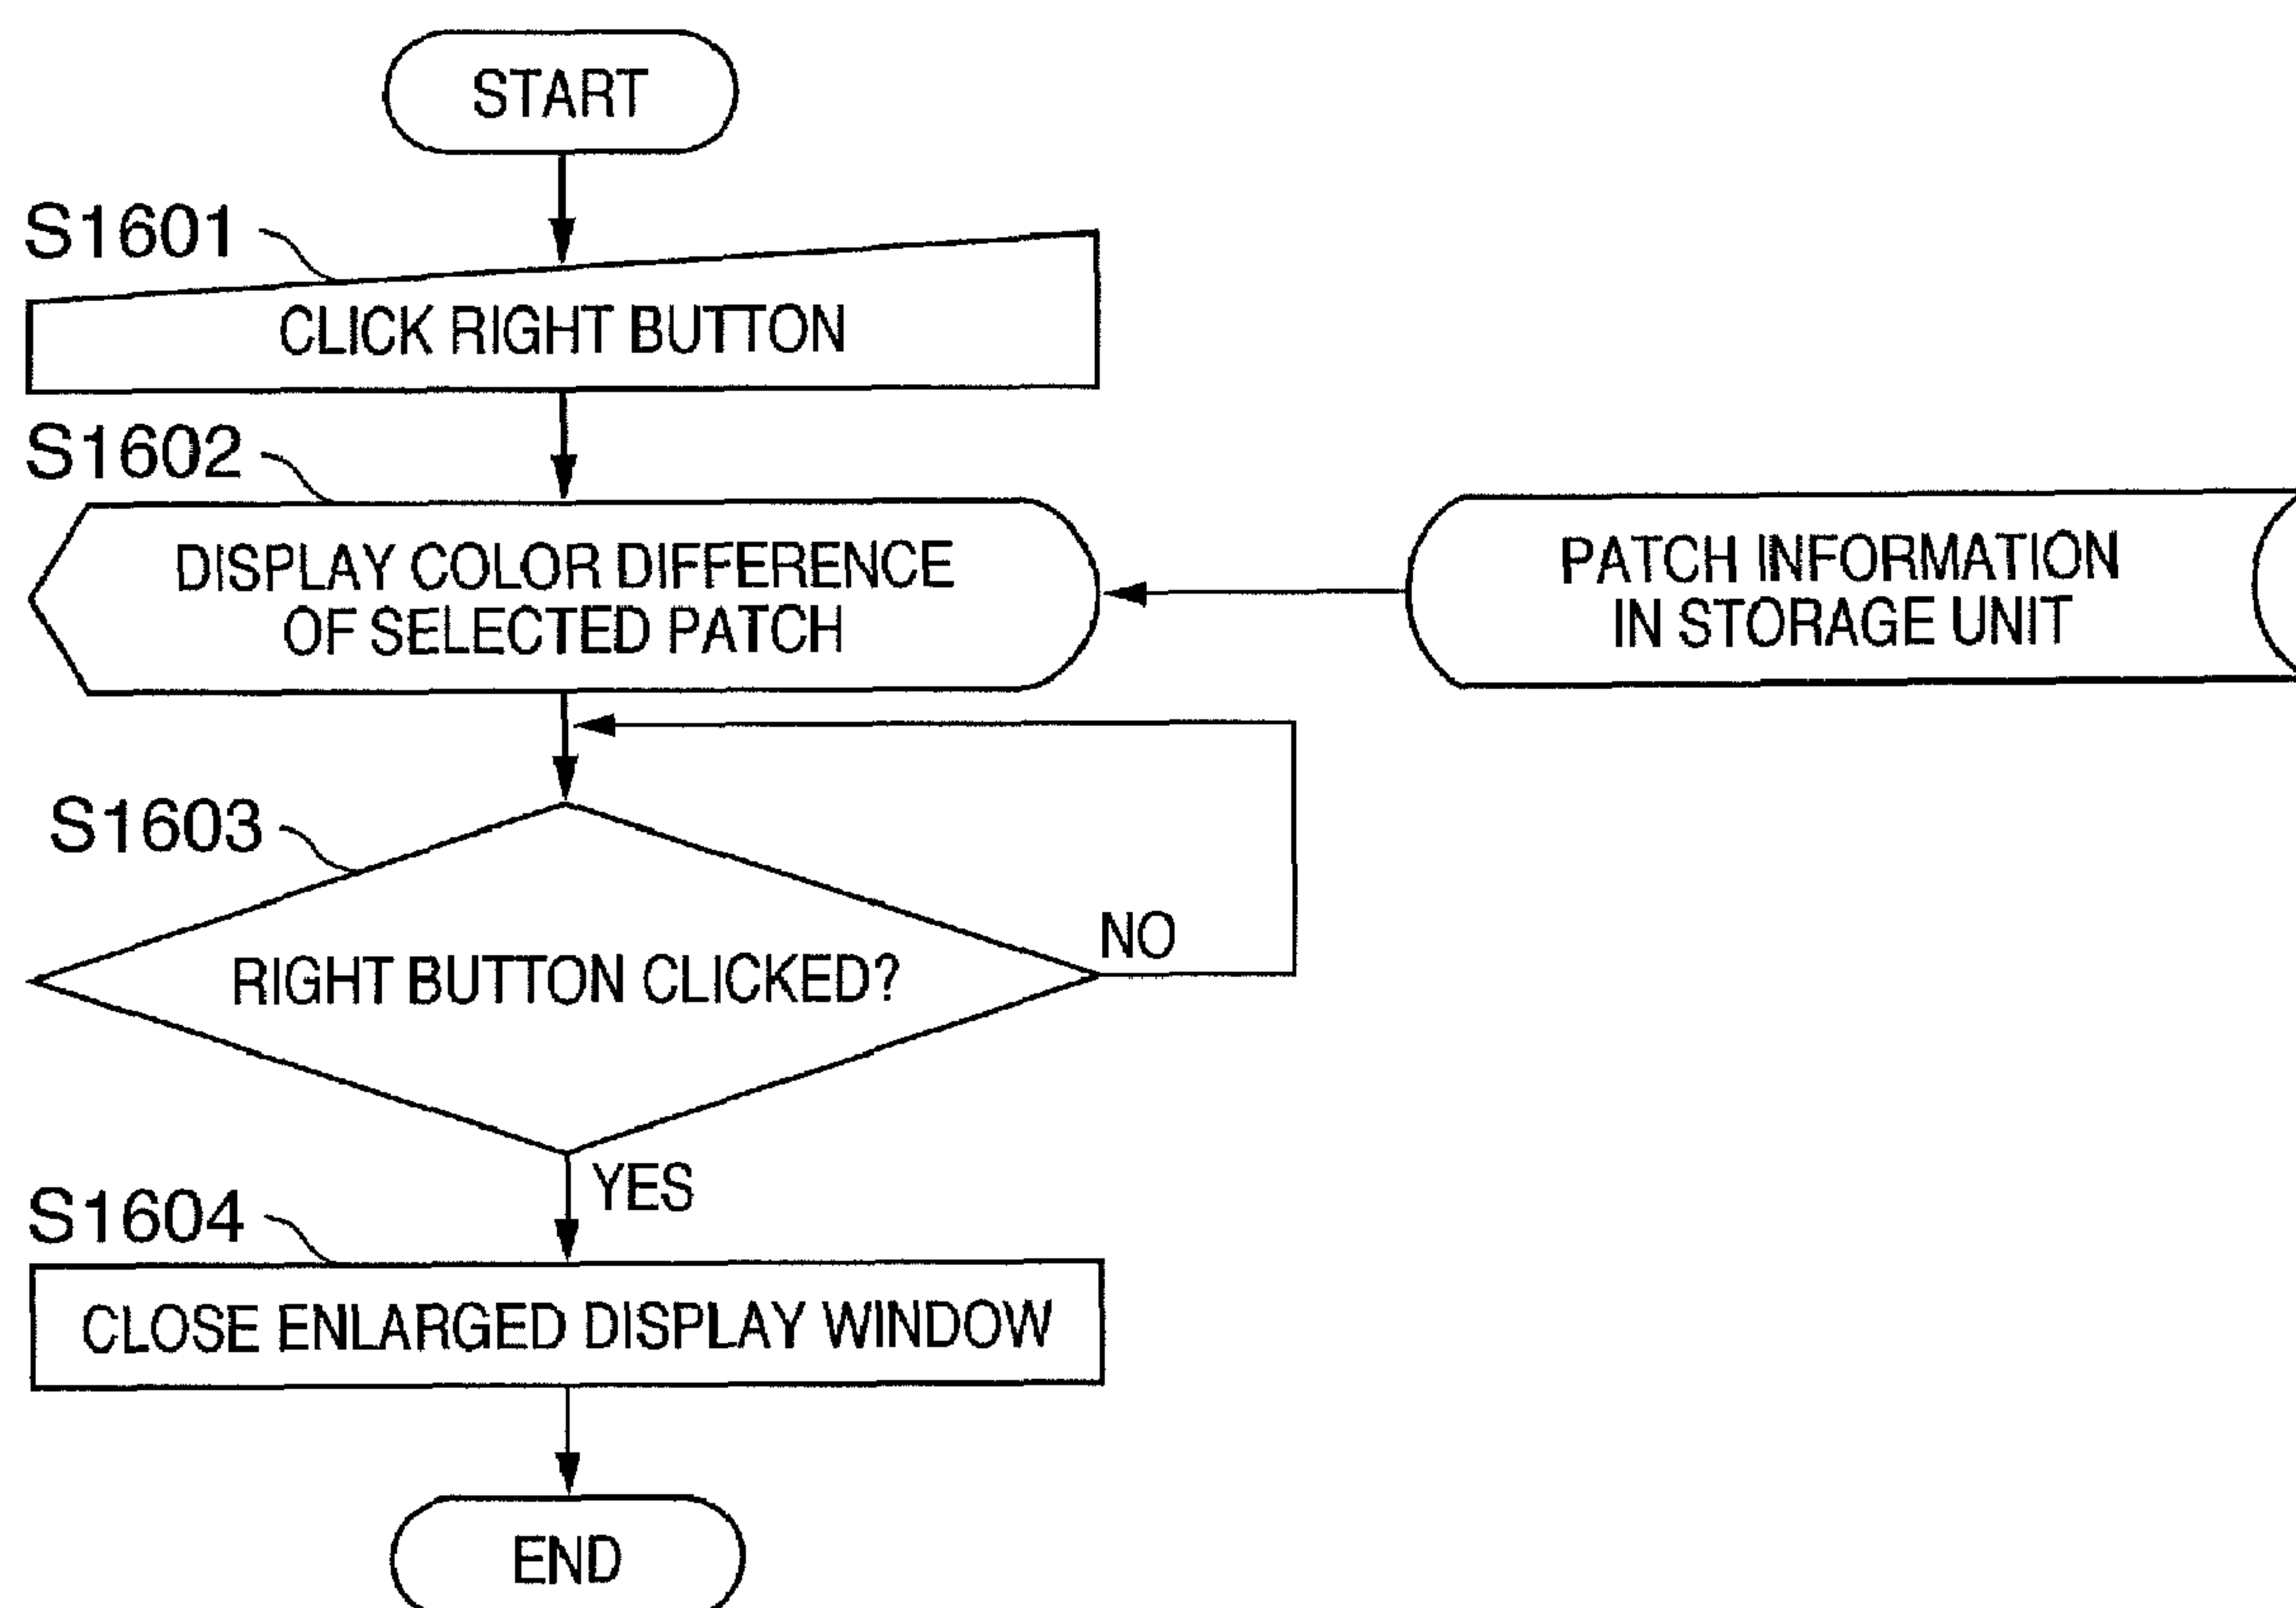 START
S1601
CLICK RIGHT BUTTON
S1602
DISPLAY COLOR DIFFERENCE
OF SELECTED PATCH
PATCH INFORMATION
IN STORAGE UNIT
S1603
RIGHT BUTTON CLICKED?
NO
YES
S1604
CLOSE ENLARGED DISPLAY WINDOW
END